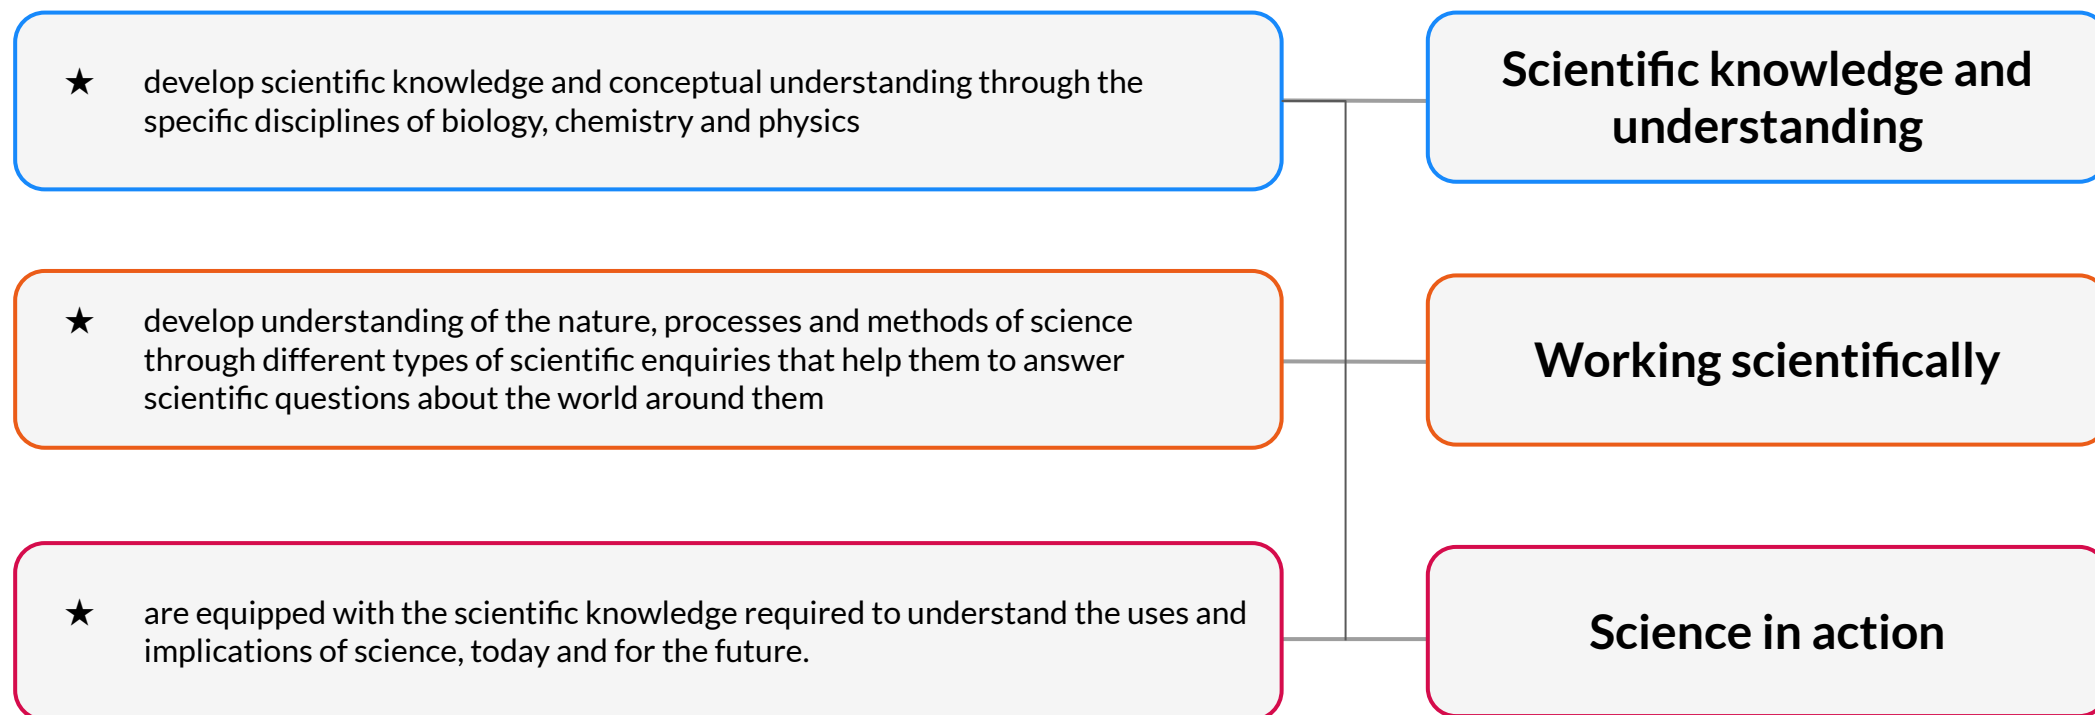 ★ develop scientific knowledge and conceptual understanding through the
specific disciplines of biology, chemistry and physics
Scientific knowledge and
understanding
★ develop understanding of the nature, processes and methods of science
through different types of scientific enquiries that help them to answer
scientific questions about the world around them
Working scientifically
★ are equipped with the scientific knowledge required to understand the uses and
implications of science, today and for the future.
Science in action